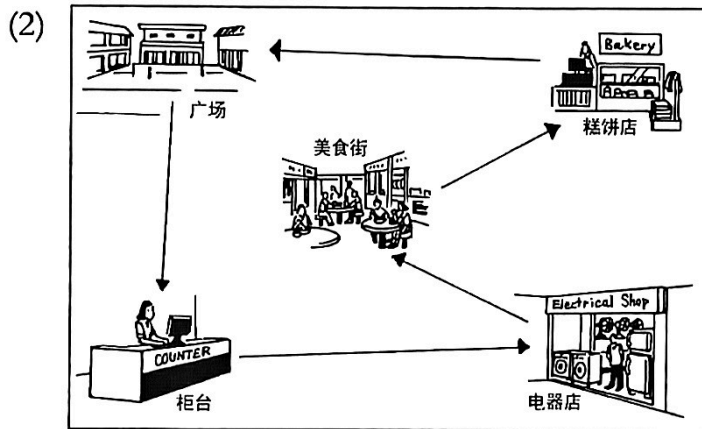 (2)
Bakery
广场
糕饼店
美食街
Electrical Shop
COUNTER
柜台
电器店